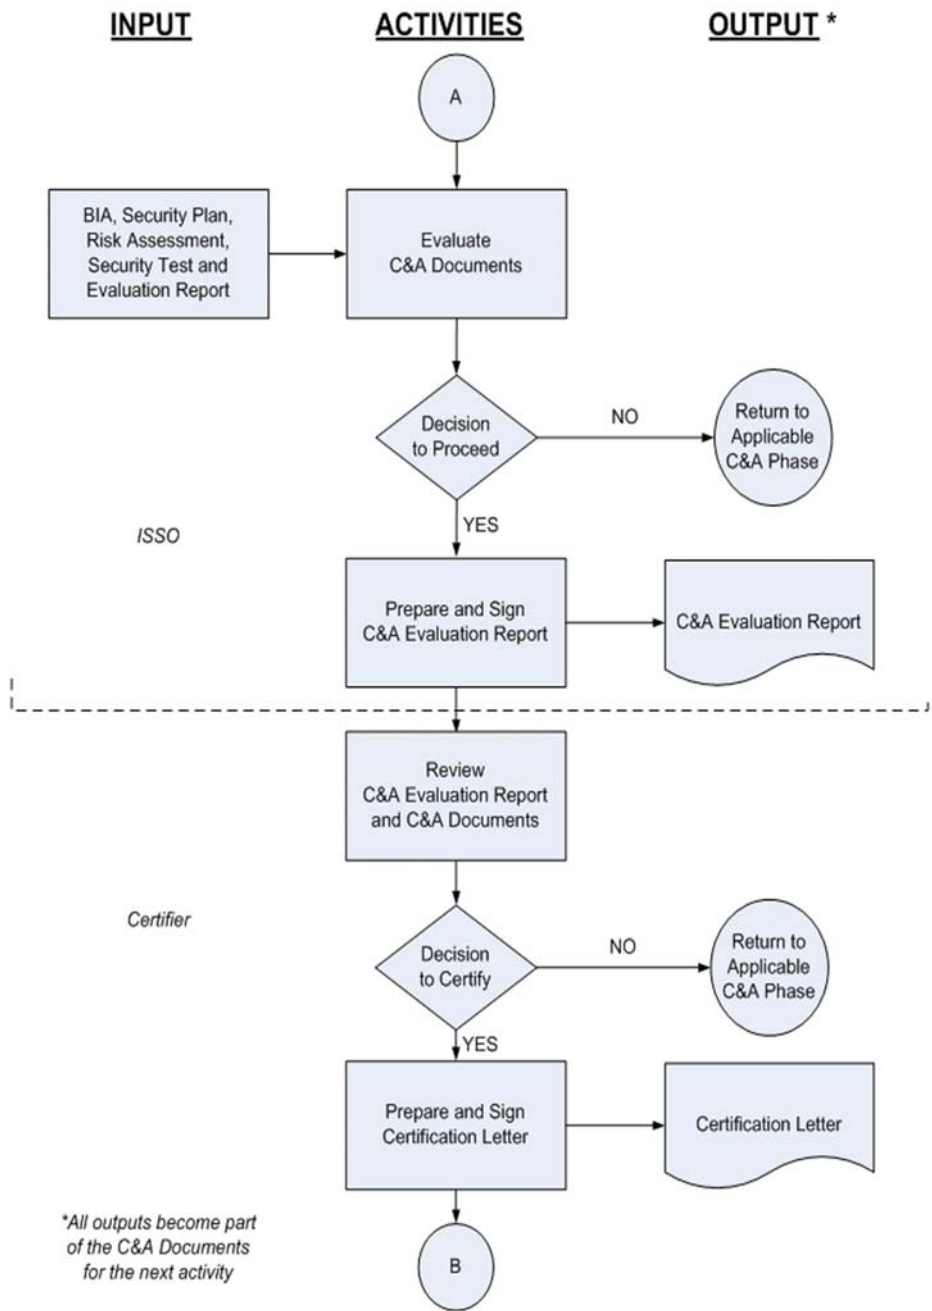 INPUT
ACTIVITIES
OUTPUT *
A
BIA, Security Plan,
Risk Assessment,
Security Test and
Evaluation Report
Evaluate
C&A Documents
Decision
to Proceed
NO
Return to
Applicable
C&A Phase
YES
ISSO
Prepare and Sign
C&A Evaluation Report
C&A Evaluation Report
Review
C&A Evaluation Report
and C&A Documents
Certifier
Decision
to Certify
NO
Return to
Applicable
C&A Phase
YES
Prepare and Sign
Certification Letter
Certification Letter
*All outputs become part
of the C&A Documents
for the next activity
B